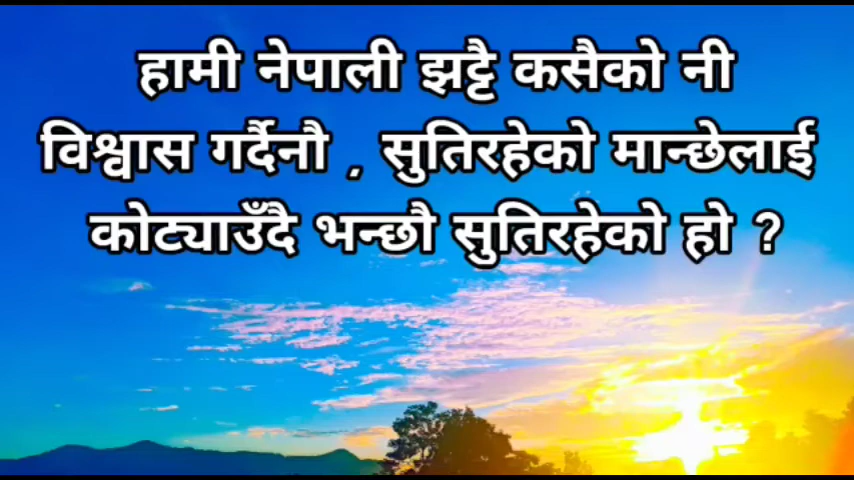 हामी नेपाली झट्टै कसैको नी
विश्वास गर्दैनौ , सुतिरहेको मान्छेलाई
कोट्याउँदै भन्छौ सुतिरहेको हो ?